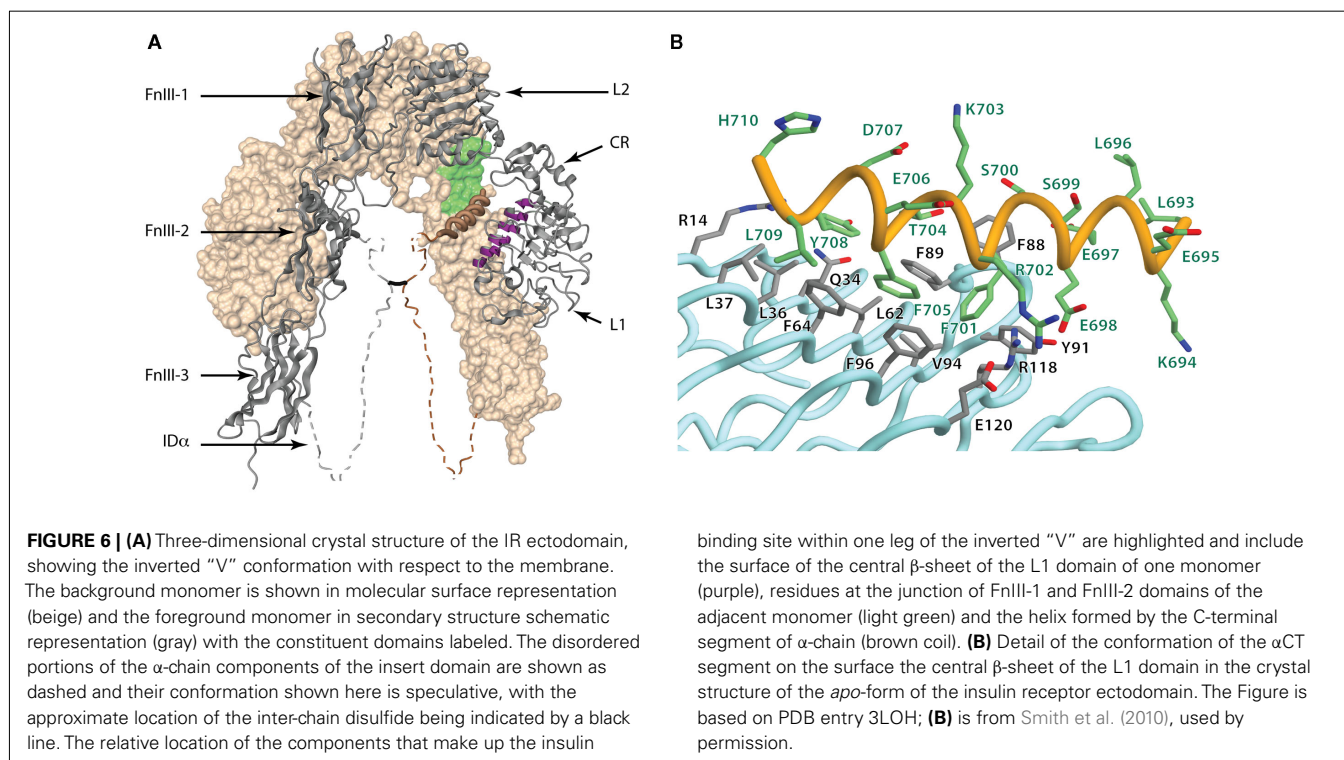 A
FnIII-1
FnIII-2
FnIII-3
IDα
L2
CR
L1
B
H710
D707
K703
L696
E706
S700
S699
L693
R14
T704
L709
Y708
F89
F88
E697
E695
R702
Q34
L37
L36
L62
F705
F64
F701
E698
K694
Y91
F96
V94
R118
E120
FIGURE 6 | (A) Three-dimensional crystal structure of the IR ectodomain,
showing the inverted "V" conformation with respect to the membrane.
The background monomer is shown in molecular surface representation
(beige) and the foreground monomer in secondary structure schematic
representation (gray) with the constituent domains labeled. The disordered
portions of the α-chain components of the insert domain are shown as
dashed and their conformation shown here is speculative, with the
approximate location of the inter-chain disulfide being indicated by a black
line. The relative location of the components that make up the insulin
binding site within one leg of the inverted "V" are highlighted and include
the surface of the central β-sheet of the L1 domain of one monomer
(purple), residues at the junction of FnIII-1 and FnIII-2 domains of the
adjacent monomer (light green) and the helix formed by the C-terminal
segment of α-chain (brown coil). (B) Detail of the conformation of the αCT
segment on the surface the central β-sheet of the L1 domain in the crystal
structure of the apo-form of the insulin receptor ectodomain. The Figure is
based on PDB entry 3LOH; (B) is from Smith et al. (2010), used by
permission.